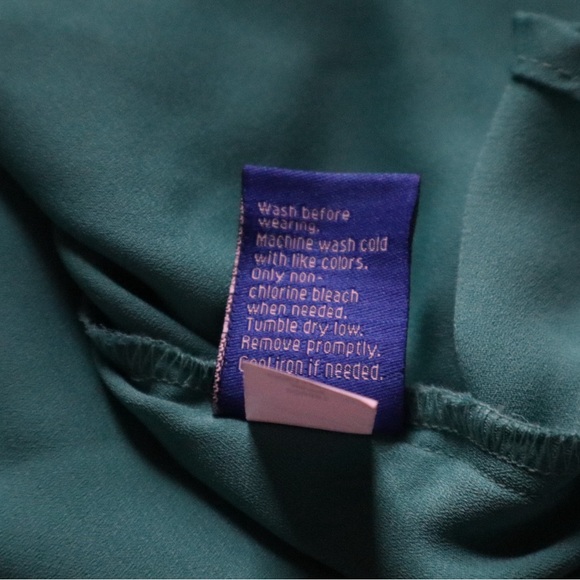 Wash before
wearing.
Machine wash cold
with like colors.
Only non-
chlorine bleach
when needed.
Tumble dry low.
Remove promptly.
Cool iron if needed.